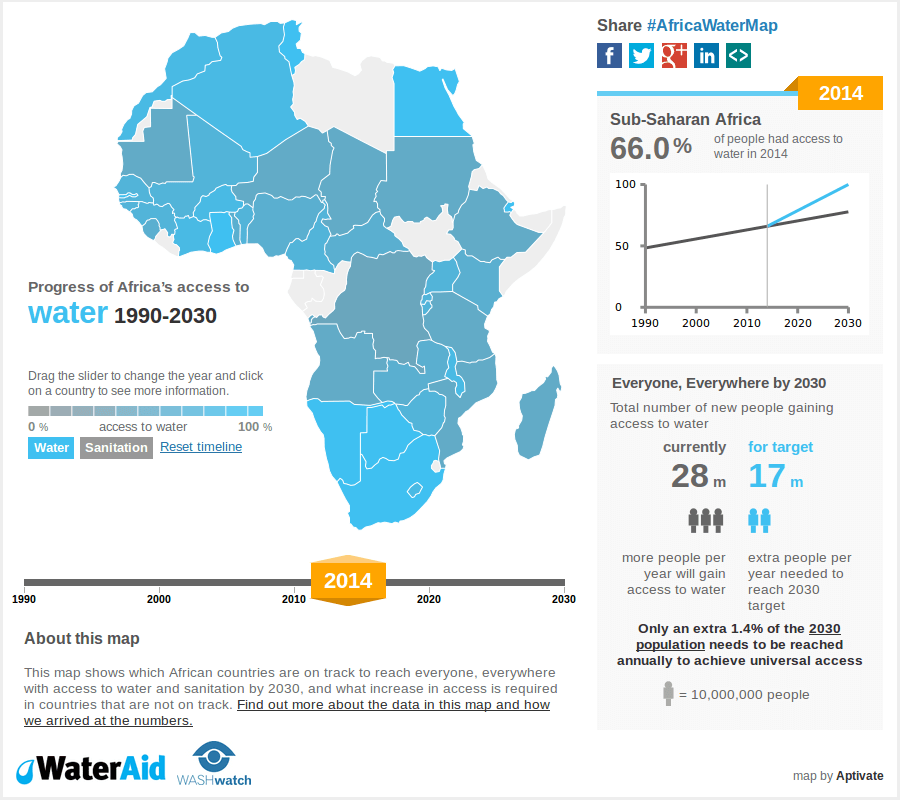 Share #AfricaWaterMap
f
g+
in
<>
2014
Sub-Saharan Africa
66.0%
of people had access to
water in 2014
100
50
0
1990
2000
2010
2020
2030
Progress of Africa's access to
water 1990-2030
Drag the slider to change the year and click
on a country to see more information.
0 %
access to water
100 %
Water
Sanitation
Reset timeline
Everyone, Everywhere by 2030
Total number of new people gaining
access to water
currently
28 m
more people per
year will gain
access to water
for target
17 m
extra people per
year needed to
reach 2030
target
Only an extra 1.4% of the 2030
population needs to be reached
annually to achieve universal access
= 10,000,000 people
2014
1990
2000
2010
2020
2030
About this map
This map shows which African countries are on track to reach everyone, everywhere
with access to water and sanitation by 2030, and what increase in access is required
in countries that are not on track. Find out more about the data in this map and how
we arrived at the numbers.
WaterAid
WASHwatch
map by Aptivate